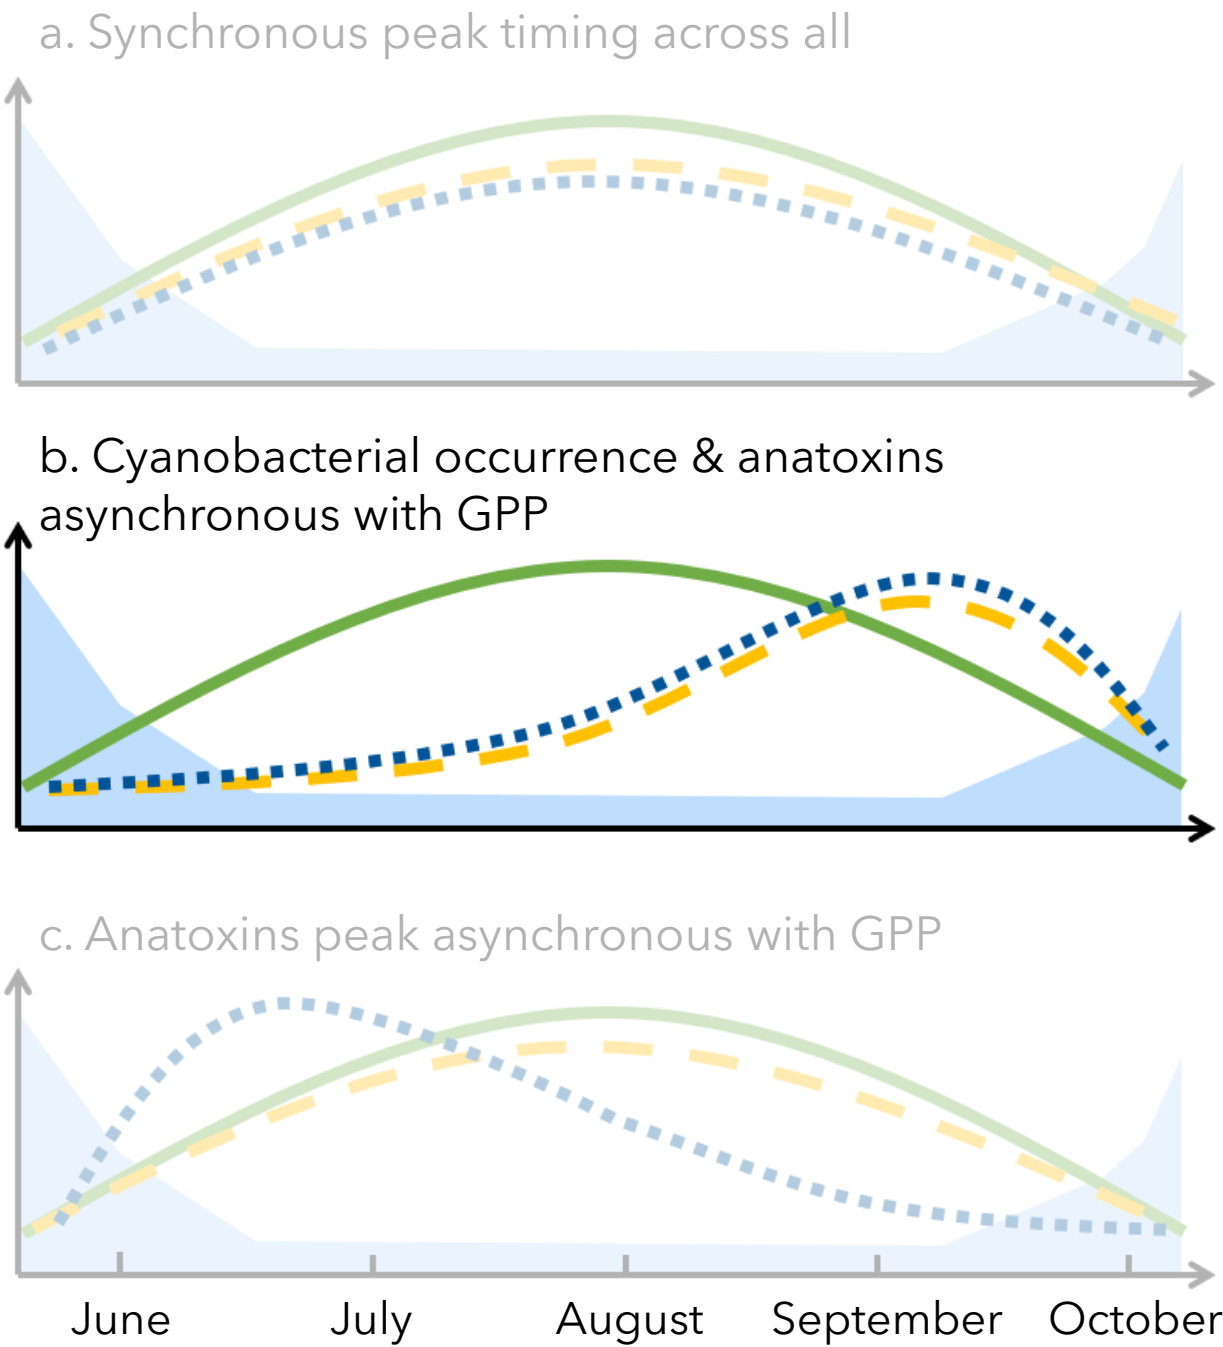 a. Synchronous peak timing across all
b. Cyanobacterial occurrence & anatoxins
asynchronous with GPP
c. Anatoxins peak asynchronous with GPP
June July August September October